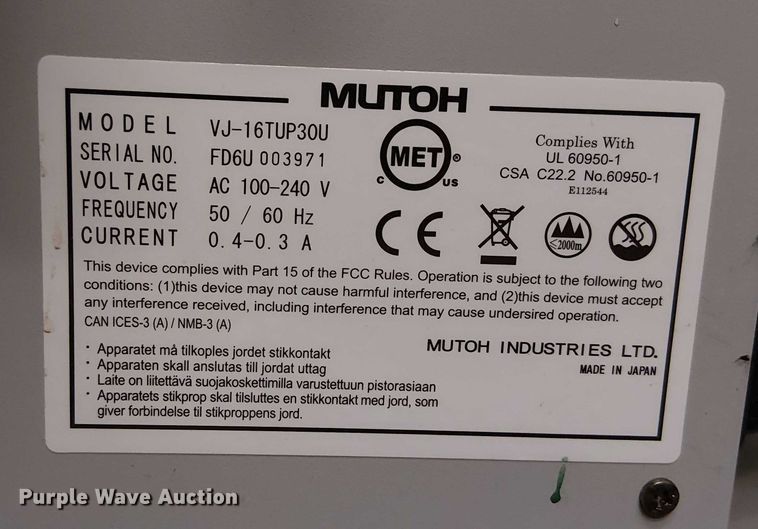 MUTOH
MODEL VJ-16TUP30U
SERIAL NO. FD6U 003971
VOLTAGE AC 100-240 V
FREQUENCY 50 / 60 Hz
CURRENT 0.4-0.3 A
MET ®
C US
Complies With
UL 60950-1
CSA C22.2 No.60950-1
E112544
CE
≤2000m
This device complies with Part 15 of the FCC Rules. Operation is subject to the following two
conditions: (1)this device may not cause harmful interference, and (2)this device must accept
any interference received, including interference that may cause undersired operation.
CAN ICES-3 (A) / NMB-3 (A)
MUTOH INDUSTRIES LTD.
MADE IN JAPAN
· Apparatet må tilkoples jordet stikkontakt
· Apparaten skall anslutas till jordat uttag
· Laite on liitettävä suojakoskettimilla varustettuun pistorasiaan
· Apparatets stikprop skal tilsluttes en stikkontakt med jord, som
giver forbindelse til stikproppens jord.
Purple Wave Auction